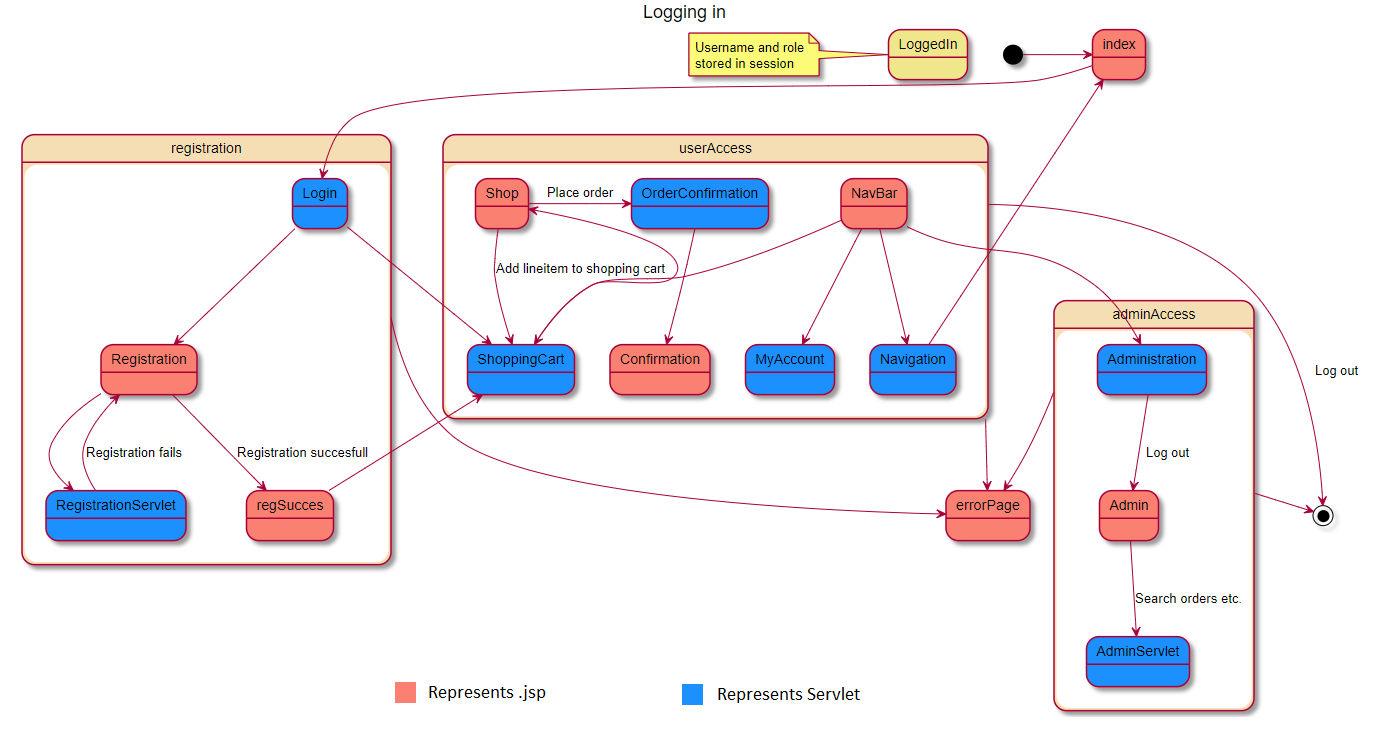 Logging in
Username and role
stored in session
LoggedIn
index
registration
userAccess
Login
Shop
Place order
OrderConfirmation
NavBar
Add lineitem to shopping cart
adminAccess
Registration
ShoppingCart
Confirmation
MyAccount
Navigation
Administration
Log out
Registration fails
Registration succesfull
Log out
RegistrationServlet
regSucces
errorPage
Admin
Search orders etc.
AdminServlet
Represents .jsp
Represents Servlet